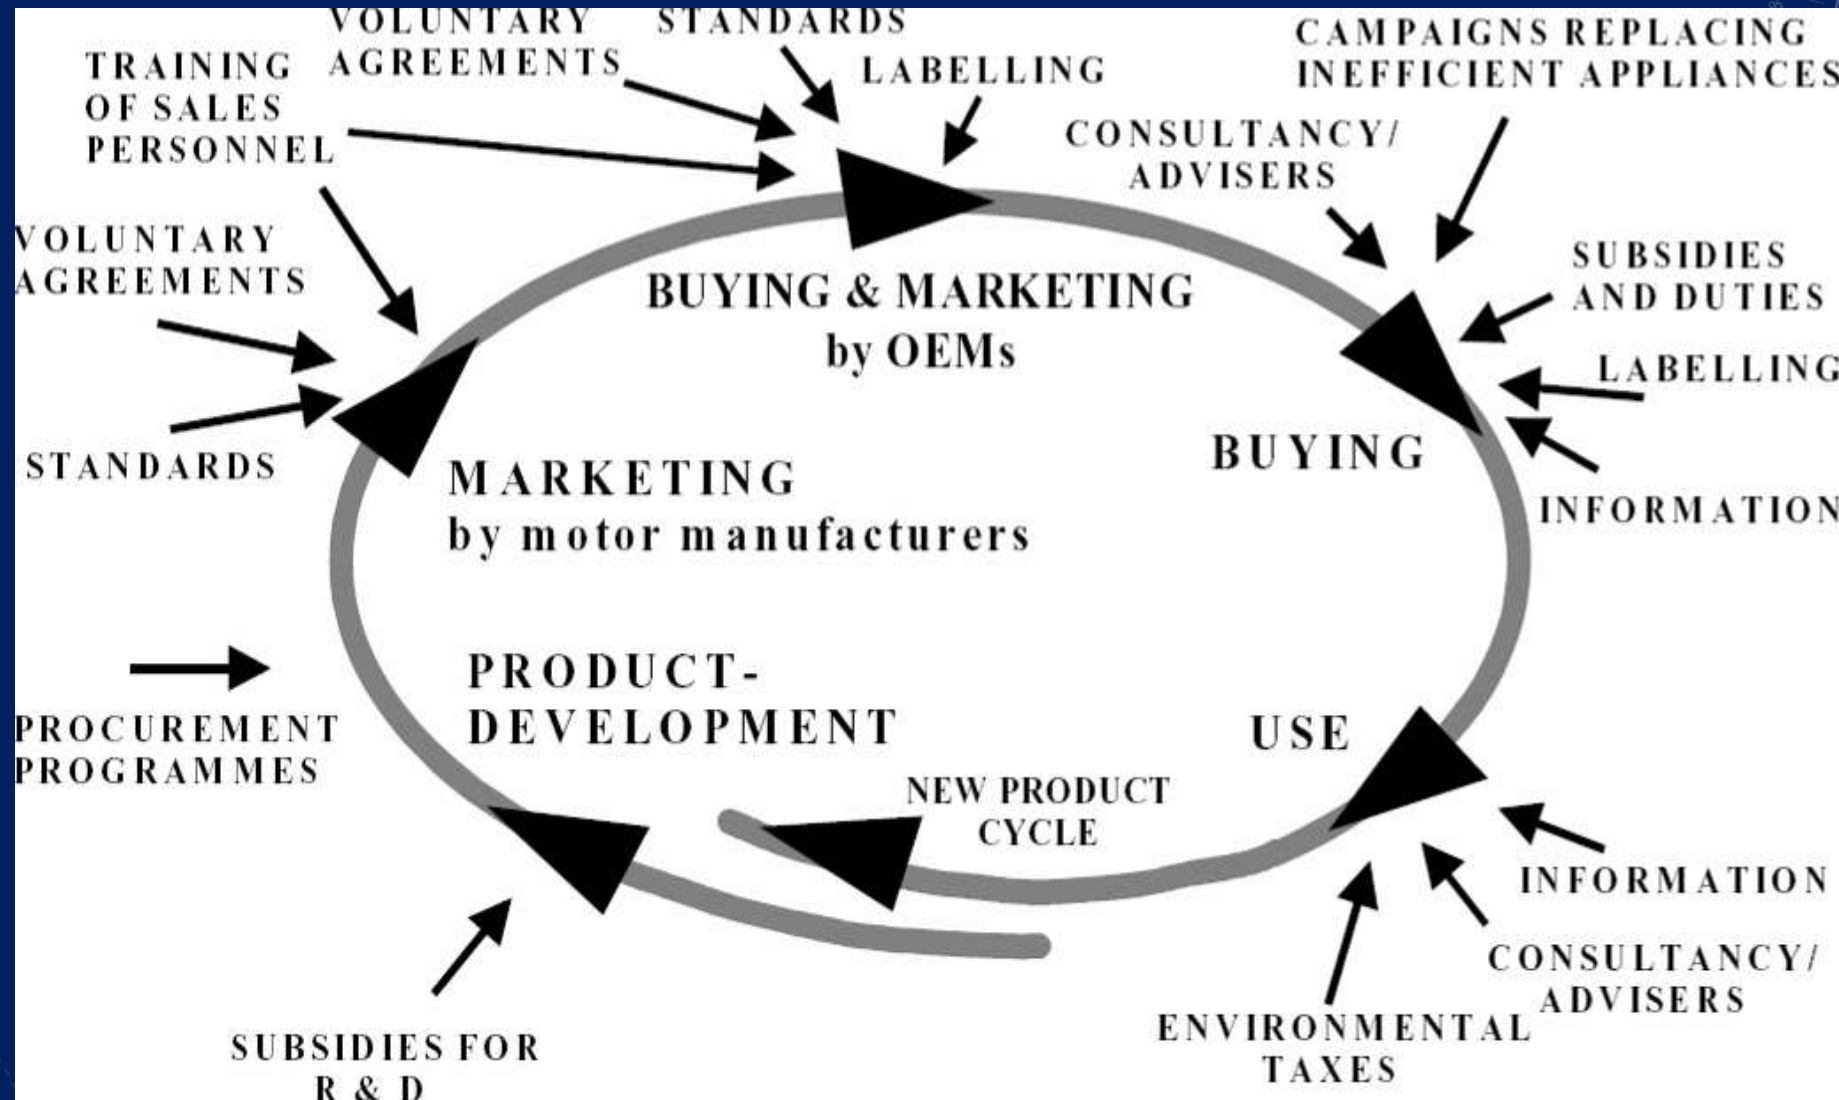 VOLUNTARY
AGREEMENTS
STANDARDS
LABELLING
CAMPAIGNS REPLACING
INEFFICIENT APPLIANCES
TRAINING
OF SALES
PERSONNEL
CONSULTANCY/
ADVISERS
VOLUNTARY
AGREEMENTS
SUBSIDIES
AND DUTIES
BUYING & MARKETING
by OEMs
LABELLING
STANDARDS
MARKETING
by motor manufacturers
BUYING
INFORMATION
PROCUREMENT
PROGRAMMES
PRODUCT-
DEVELOPMENT
USE
NEW PRODUCT
CYCLE
INFORMATION
CONSULTANCY/
ADVISERS
ENVIRONMENTAL
TAXES
SUBSIDIES FOR
R & D